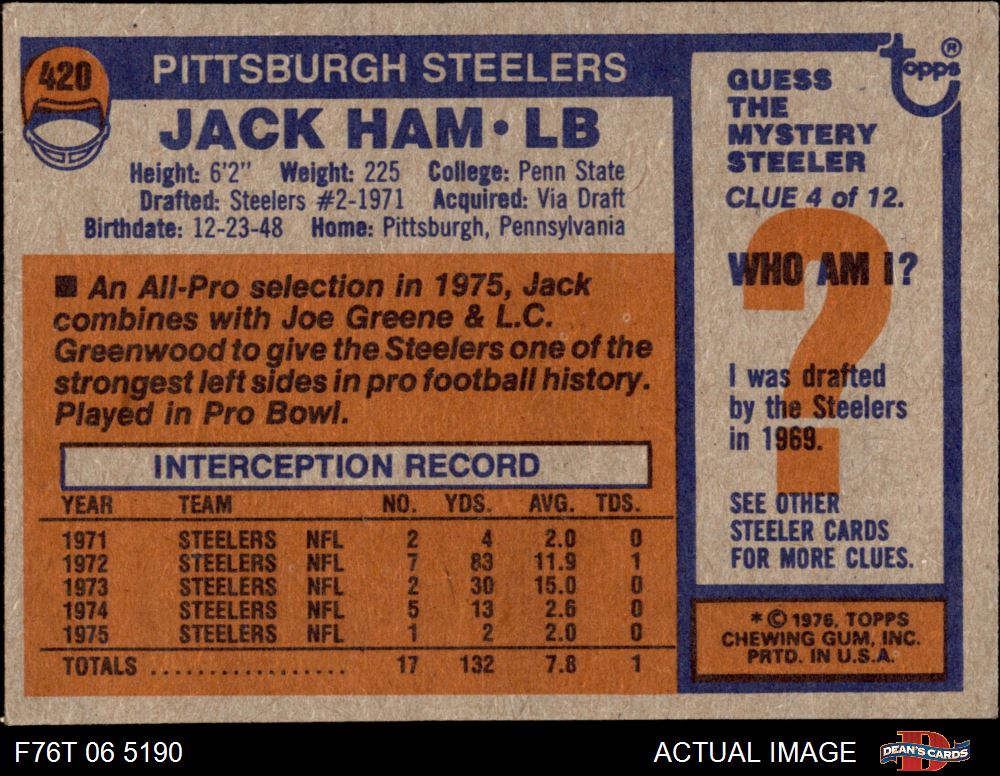 420
PITTSBURGH STEELERS
JACK HAM • LB
Height: 6'2" Weight: 225 College: Penn State
Drafted: Steelers #2-1971 Acquired: Via Draft
Birthdate: 12-23-48 Home: Pittsburgh, Pennsylvania
■ An All-Pro selection in 1975, Jack
combines with Joe Greene & L.C.
Greenwood to give the Steelers one of the
strongest left sides in pro football history.
Played in Pro Bowl.
INTERCEPTION RECORD
YEAR TEAM NO. YDS. AVG. TDS.
1971 STEELERS NFL 2 4 2.0 0
1972 STEELERS NFL 7 83 11.9 1
1973 STEELERS NFL 2 30 15.0 0
1974 STEELERS NFL 5 13 2.6 0
1975 STEELERS NFL 1 2 2.0 0
TOTALS .................. 17 132 7.8 1
topps ®
GUESS
THE
MYSTERY
STEELER
CLUE 4 of 12.
?
WHO AM I?
I was drafted
by the Steelers
in 1969.
SEE OTHER
STEELER CARDS
FOR MORE CLUES.
* © 1976, TOPPS
CHEWING GUM, INC.
PRTD. IN U.S.A.
F76T 06 5190
ACTUAL IMAGE
D
DEAN'S CARDS